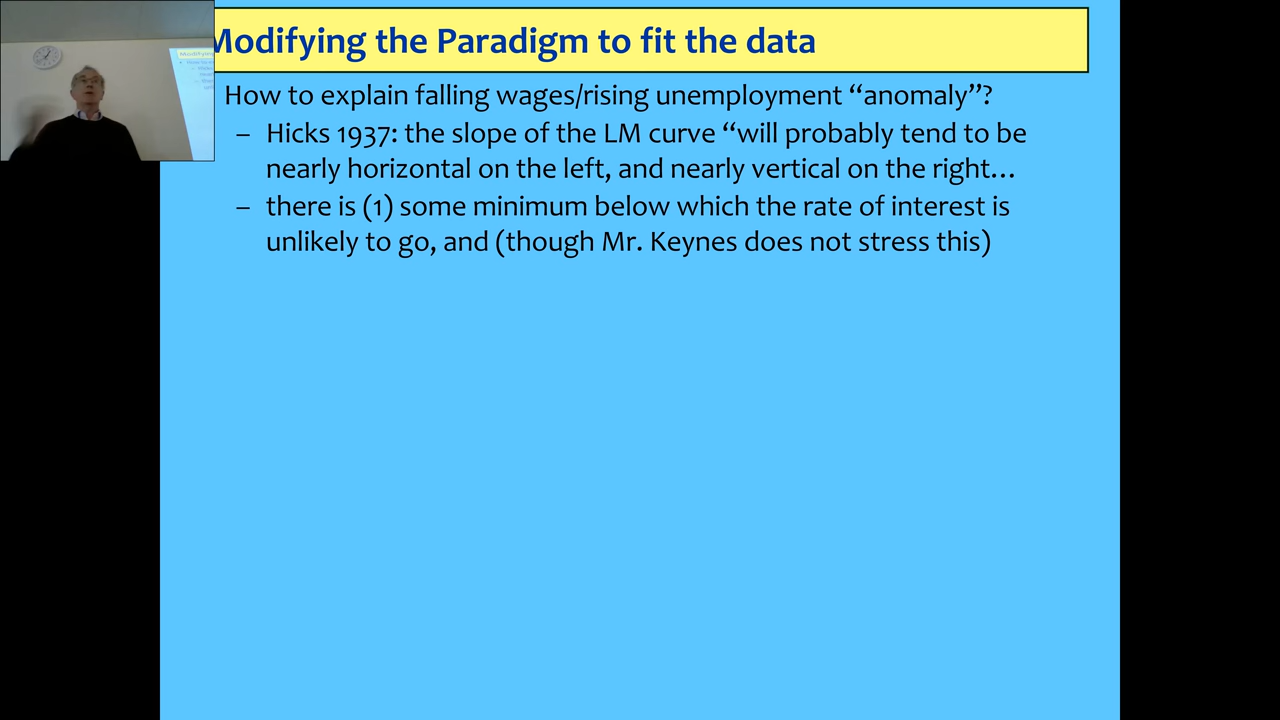 Modifying the Paradigm to fit the data
How to explain falling wages/rising unemployment “anomaly”?
– Hicks 1937: the slope of the LM curve “will probably tend to be
nearly horizontal on the left, and nearly vertical on the right…
– there is (1) some minimum below which the rate of interest is
unlikely to go, and (though Mr. Keynes does not stress this)